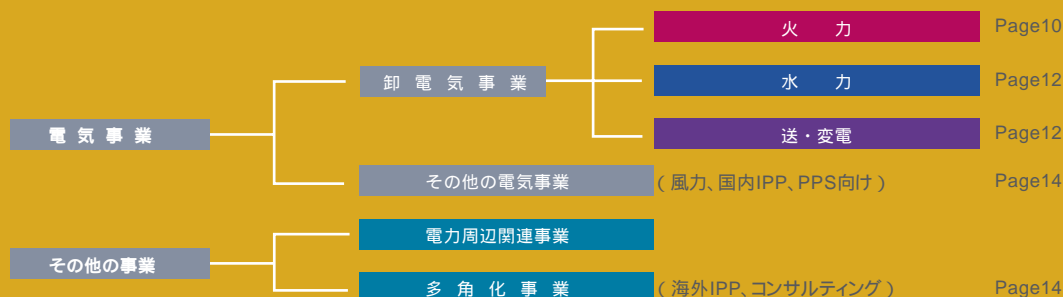 火 力 Page10
卸 電 気 事 業
水 力 Page12
電 気 事 業
送・変電 Page12
その他の電気事業 (風力、国内IPP、PPS向け) Page14
電力周辺関連事業
その他の事業
多 角 化 事 業 (海外IPP、コンサルティング) Page14